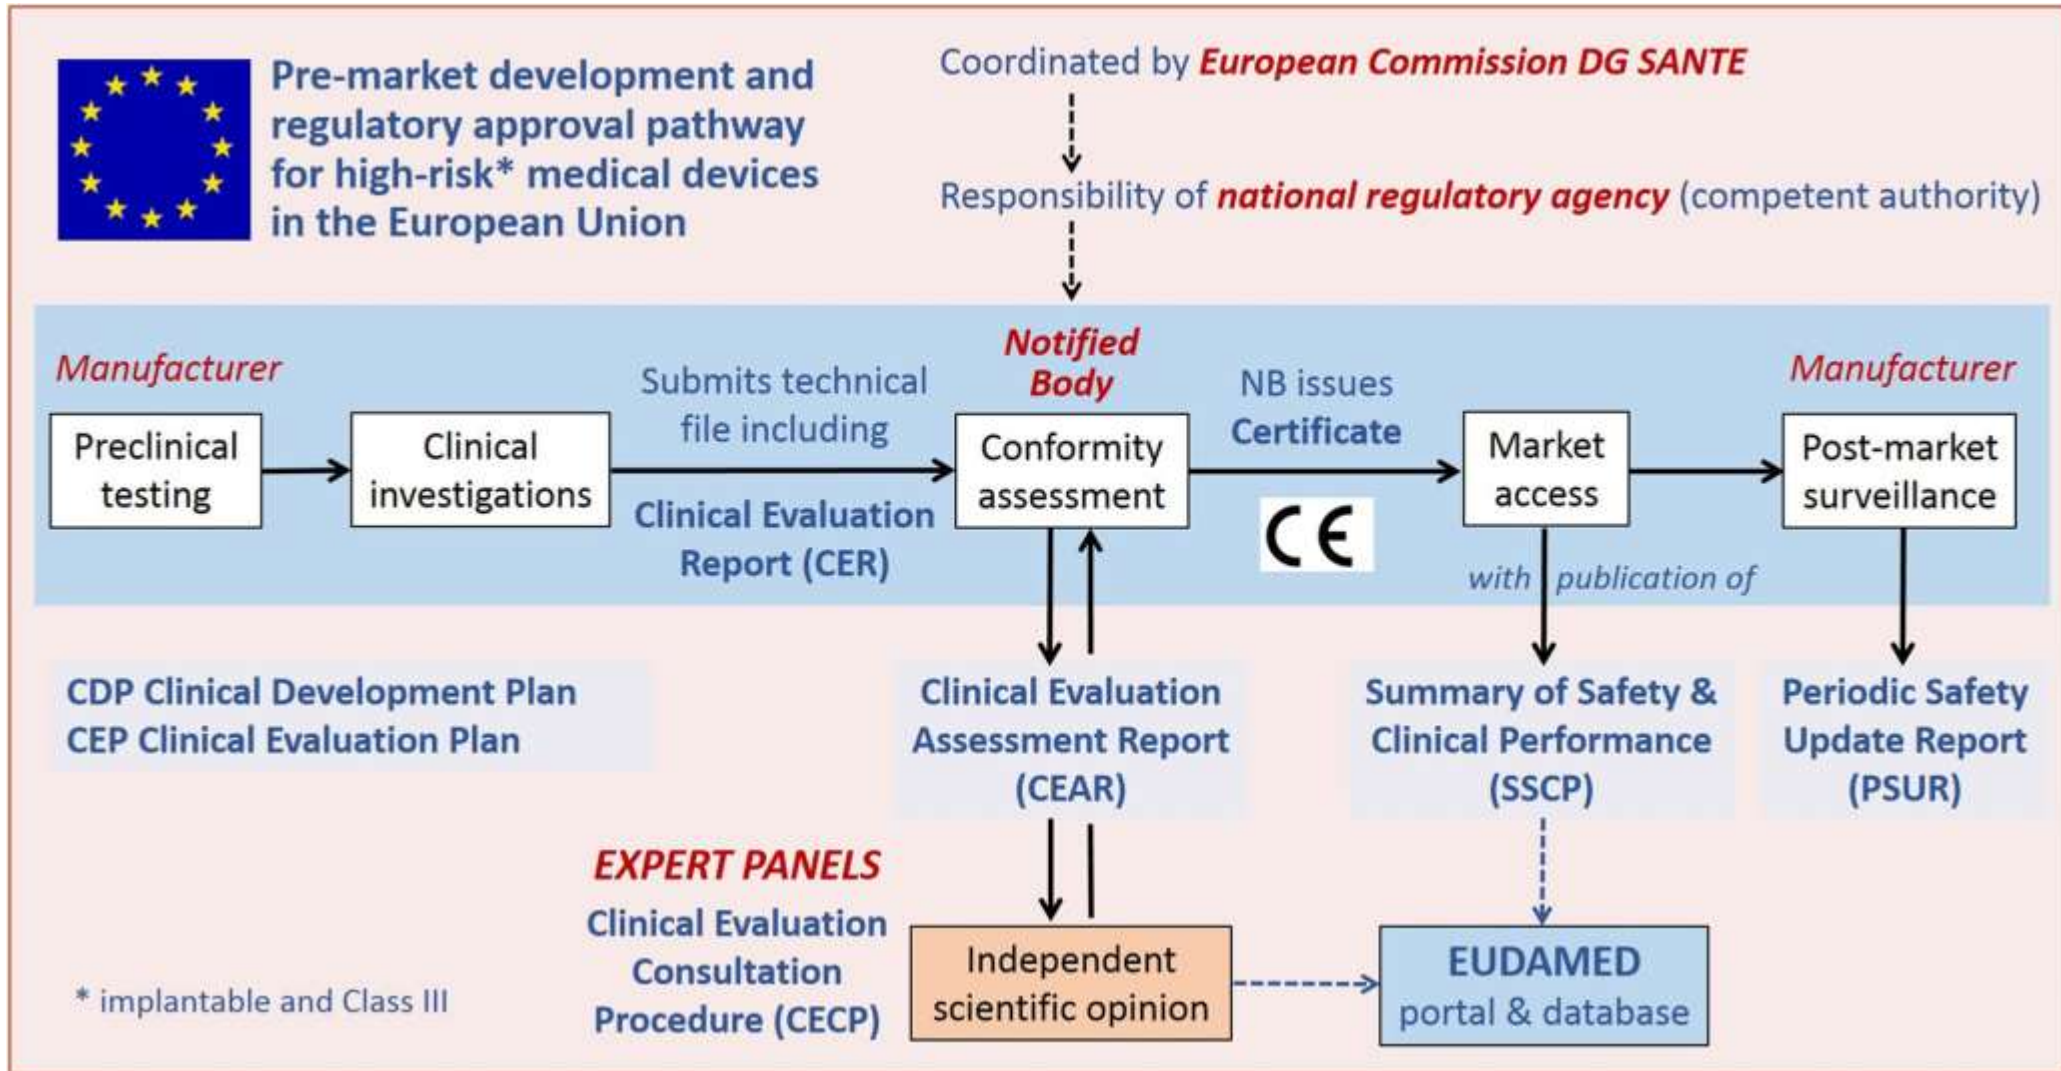 Pre-market development and
regulatory approval pathway
for high-risk* medical devices
in the European Union
Coordinated by European Commission DG SANTE
Responsibility of national regulatory agency (competent authority)
Manufacturer
Preclinical
testing
Clinical
investigations
Submits technical
file including
Clinical Evaluation
Report (CER)
Notified
Body
Conformity
assessment
NB issues
Certificate
CE
Market
access
with publication of
Manufacturer
Post-market
surveillance
CDP Clinical Development Plan
CEP Clinical Evaluation Plan
Clinical Evaluation
Assessment Report
(CEAR)
Summary of Safety &
Clinical Performance
(SSCP)
Periodic Safety
Update Report
(PSUR)
EXPERT PANELS
Clinical Evaluation
Consultation
Procedure (CECP)
Independent
scientific opinion
EUDAMED
portal & database
* implantable and Class III